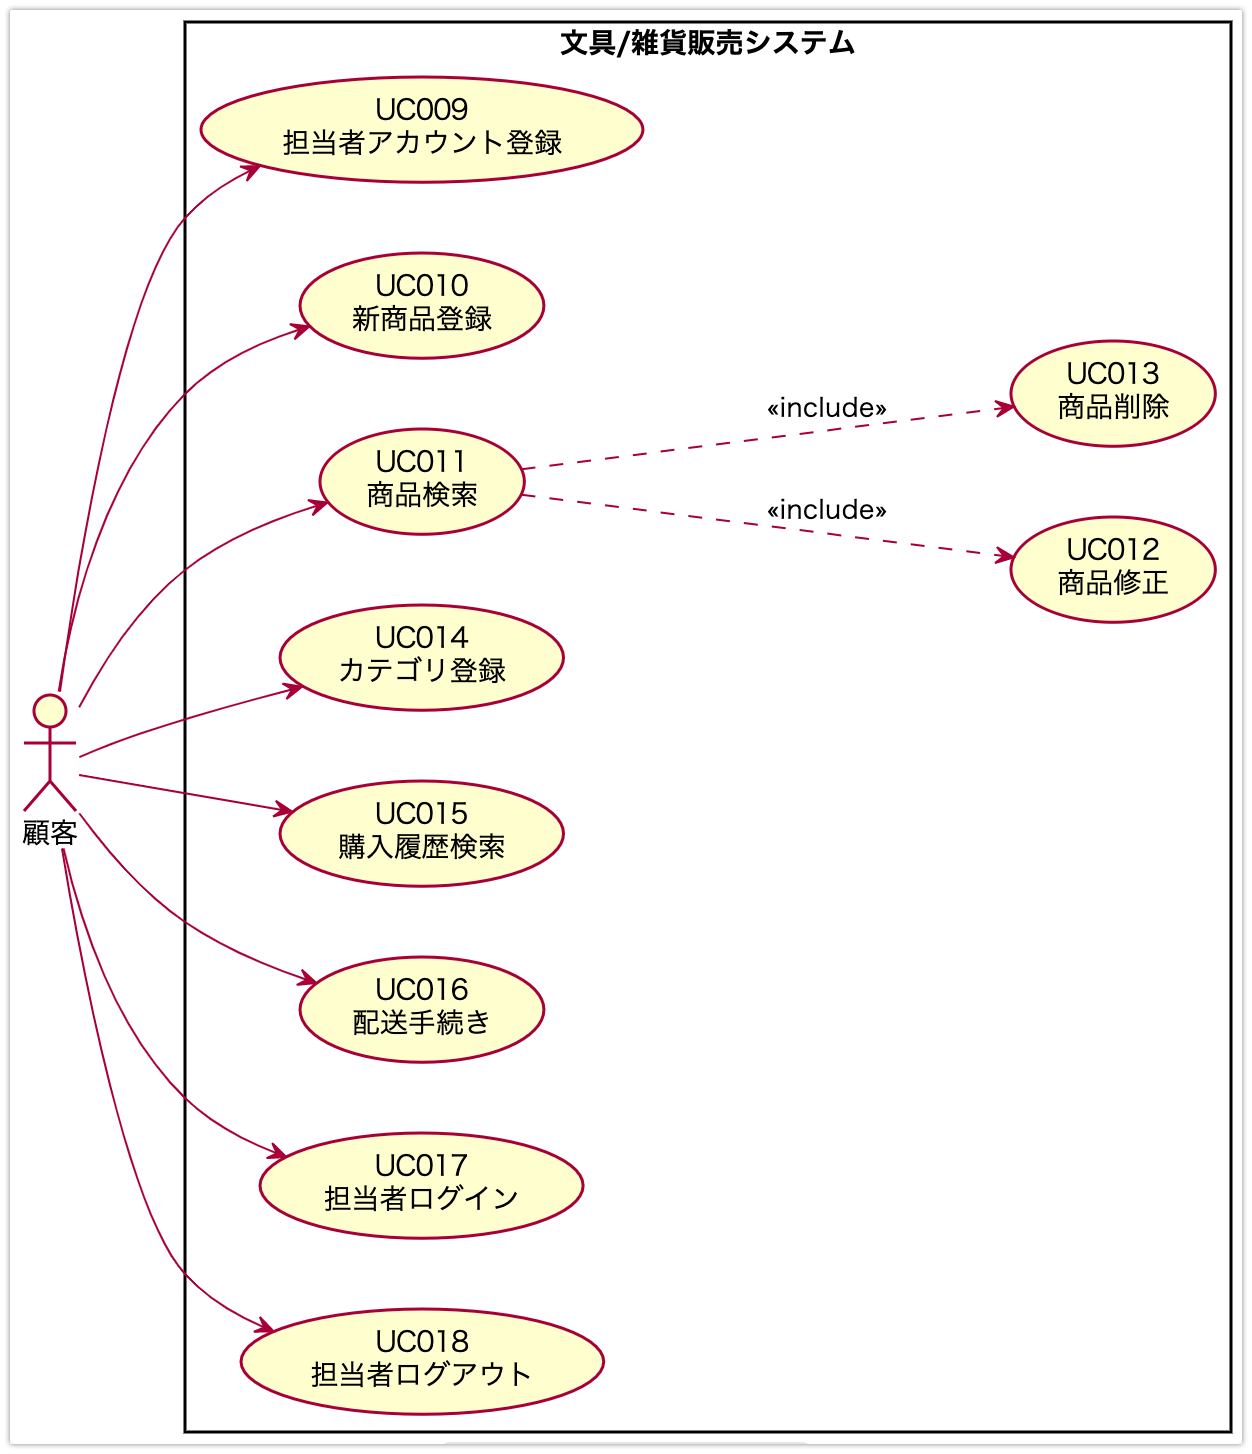 文具/雑貨販売システム
UC009
担当者アカウント登録
UC010
新商品登録
UC013
商品削除
«include»
UC011
商品検索
«include»
UC012
商品修正
UC014
カテゴリ登録
顧客
UC015
購入履歴検索
UC016
配送手続き
UC017
担当者ログイン
UC018
担当者ログアウト